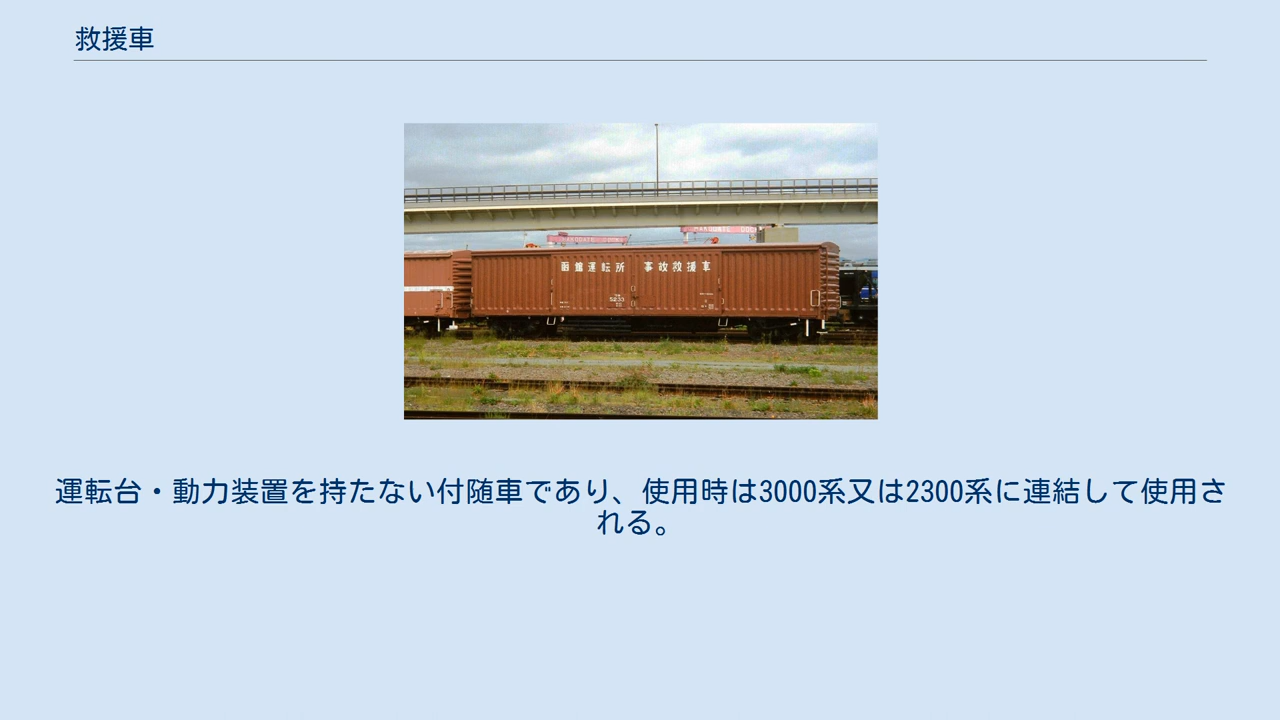 救援車
HAKODATE DOCK
函館運転所 事故救援車
5233
運転台・動力装置を持たない付随車であり、使用時は3000系又は2300系に連結して使用さ
れる。